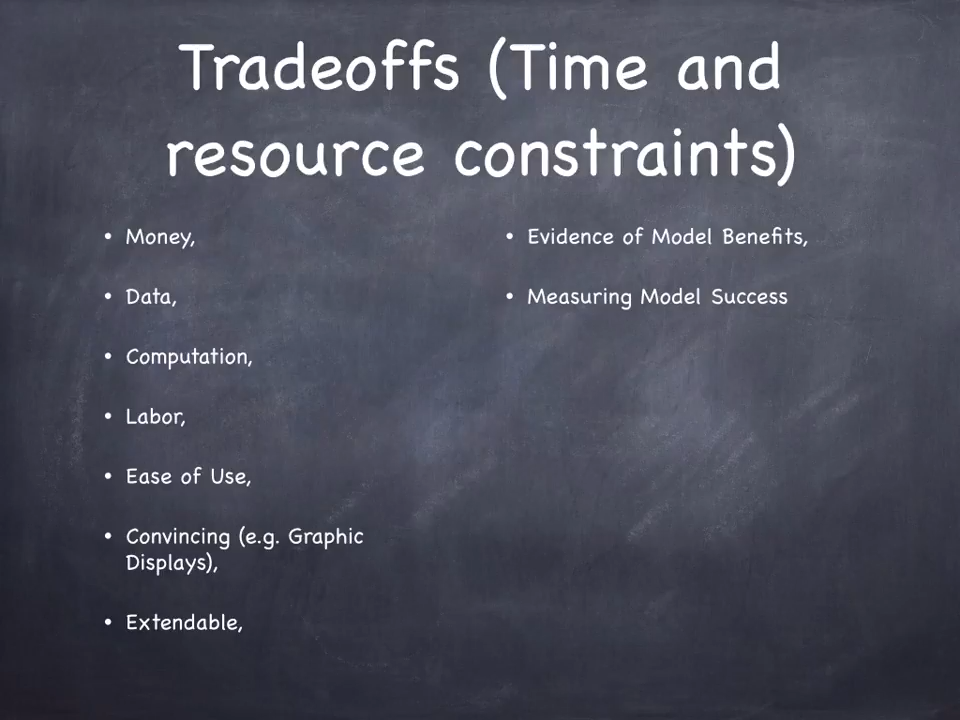 Tradeoffs (Time and
resource constraints)
• Money,
• Data,
• Computation,
• Labor,
• Ease of Use,
• Convincing (e.g. Graphic
Displays),
• Extendable,
• Evidence of Model Benefits,
• Measuring Model Success